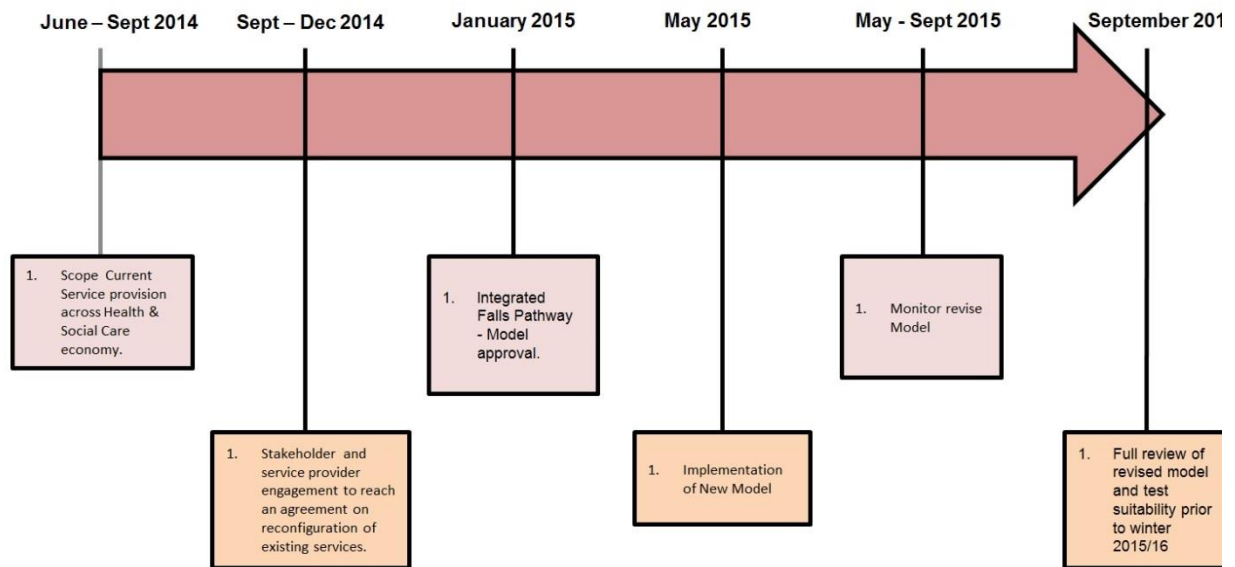 June – Sept 2014
Sept – Dec 2014
January 2015
May 2015
May - Sept 2015
September 201
1. Scope Current
Service provision
across Health &
Social Care
economy.
1. Stakeholder and
service provider
engagement to reach
an agreement on
reconfiguration of
existing services.
1. Integrated
Falls Pathway
- Model
approval.
1. Implementation
of New Model
1. Monitor revise
Model
1. Full review of
revised model
and test
suitability prior
to winter
2015/16